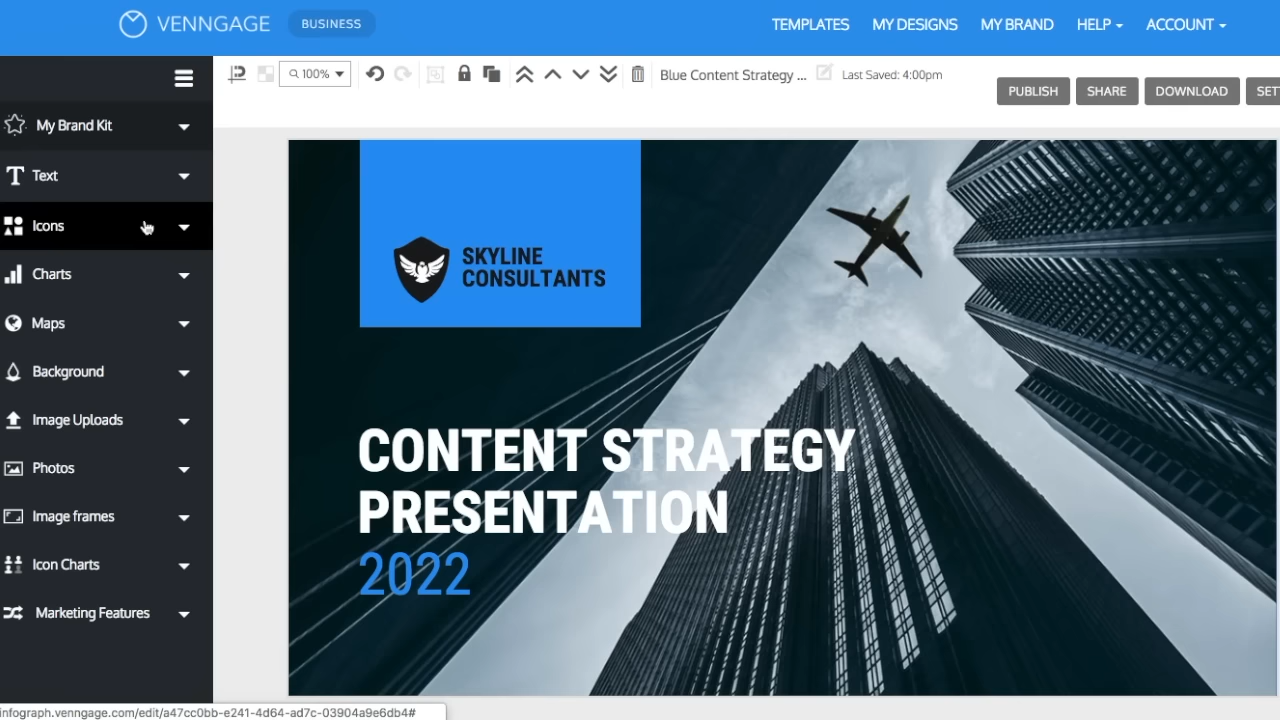 VENNGAGE
BUSINESS
TEMPLATES
MY DESIGNS
MY BRAND
HELP
ACCOUNT
100%
Blue Content Strategy ...
Last Saved: 4:00pm
PUBLISH
SHARE
DOWNLOAD
SET
My Brand Kit
Text
Icons
Charts
Maps
Background
Image Uploads
Photos
Image frames
Icon Charts
Marketing Features
SKYLINE
CONSULTANTS
CONTENT STRATEGY
PRESENTATION
2022
infograph.venngage.com/edit/a47cc0bb-e241-4d64-ad7c-03904a9e6db4#